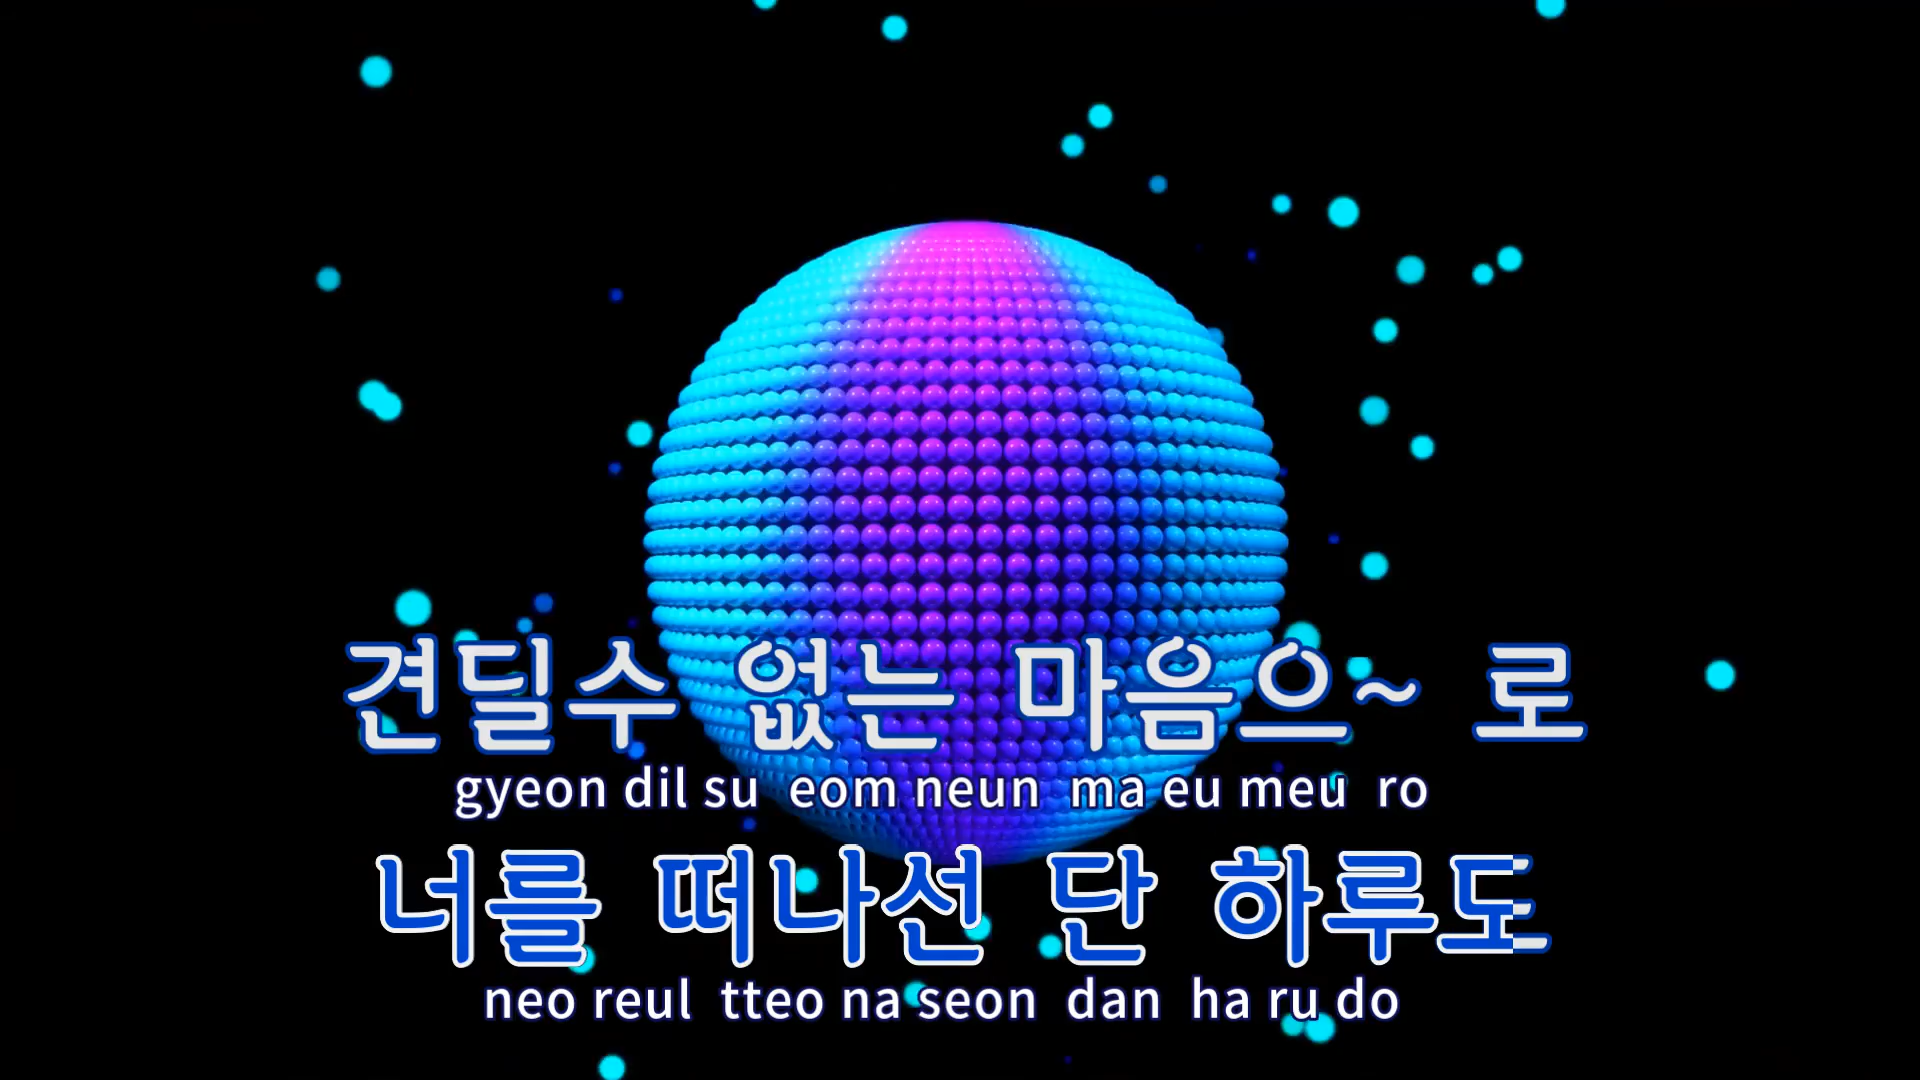 견딜수 없는 마음으~ 로
gyeon dil su eom neun ma eu meu ro
너를 떠나선 단 하루도
neo reul tteo na seon dan ha ru do